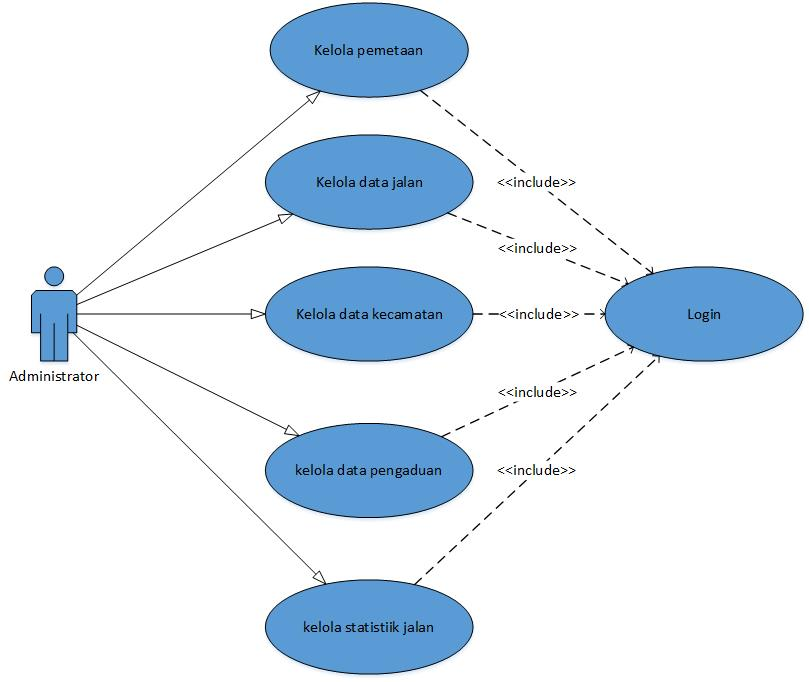 Kelola pemetaan
Kelola data jalan
<<include>>
<<include>>
Kelola data kecamatan
<<include>>
Login
Administrator
<<include>>
kelola data pengaduan
<<include>>
kelola statistiik jalan